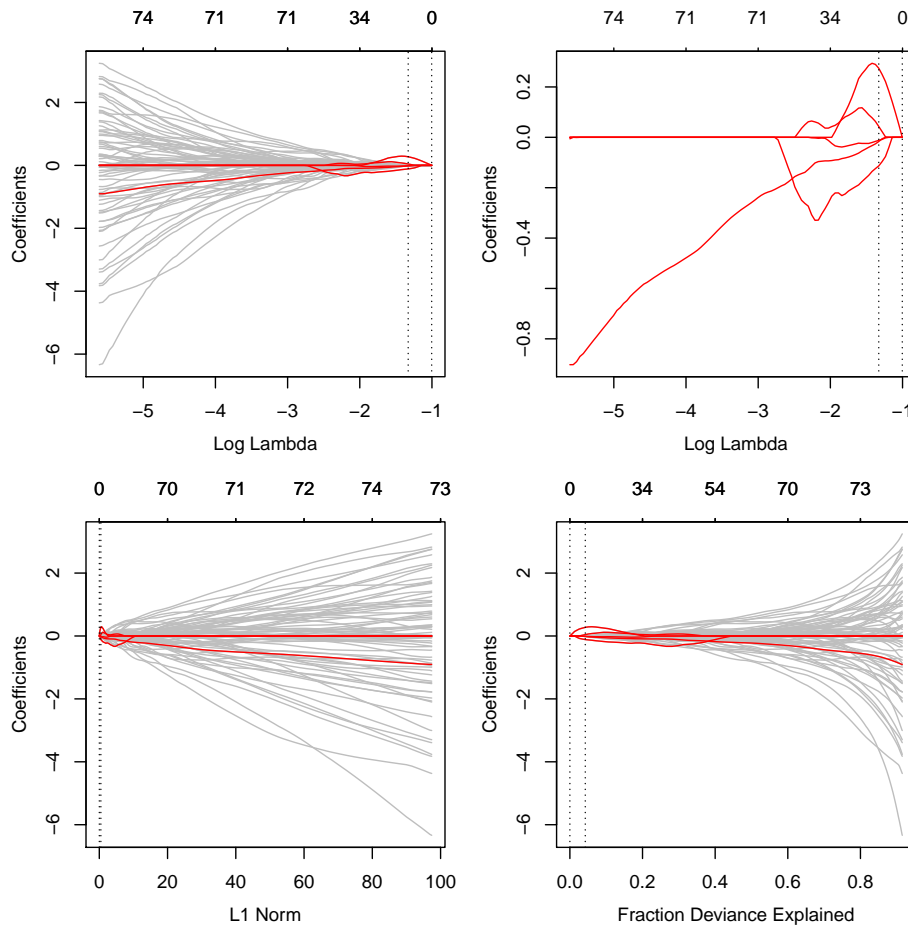 74 71 71 34 0
2
0
−2
−4
−6
Coefficients
−5 −4 −3 −2 −1
Log Lambda
74 71 71 34 0
0.2
0.0
−0.4
−0.8
Coefficients
−5 −4 −3 −2 −1
Log Lambda
0 70 71 72 74 73
2
0
−2
−4
−6
Coefficients
0 20 40 60 80 100
L1 Norm
0 34 54 70 73
2
0
−2
−4
−6
Coefficients
0.0 0.2 0.4 0.6 0.8
Fraction Deviance Explained